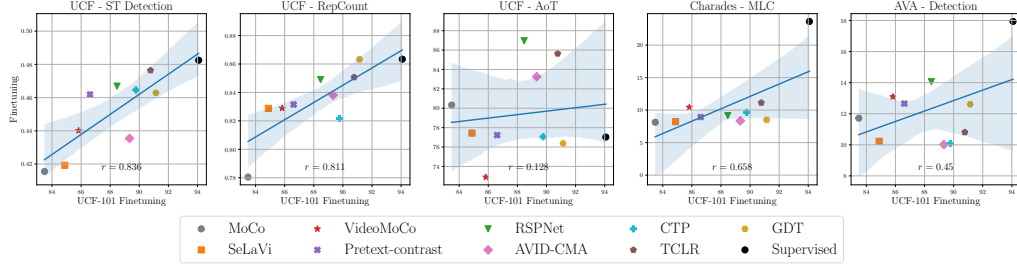 UCF - ST Detection
UCF - RepCount
UCF - AoT
Charades - MLC
AVA - Detection
Finetuning
0.50
0.48
0.46
0.44
0.42
r = 0.836
84 86 88 90 92 94
UCF-101 Finetuning
0.88
0.86
0.84
0.82
0.80
0.78
r = 0.811
84 86 88 90 92 94
UCF-101 Finetuning
88
86
84
82
80
78
76
74
r = 0.128
84 86 88 90 92 94
UCF-101 Finetuning
20
15
10
5
0
r = 0.658
84 86 88 90 92 94
UCF-101 Finetuning
18
16
14
12
10
8
r = 0.45
84 86 88 90 92 94
UCF-101 Finetuning
MoCo
VideoMoCo
RSPNet
CTP
GDT
SeLaVi
Pretext-contrast
AVID-CMA
TCLR
Supervised